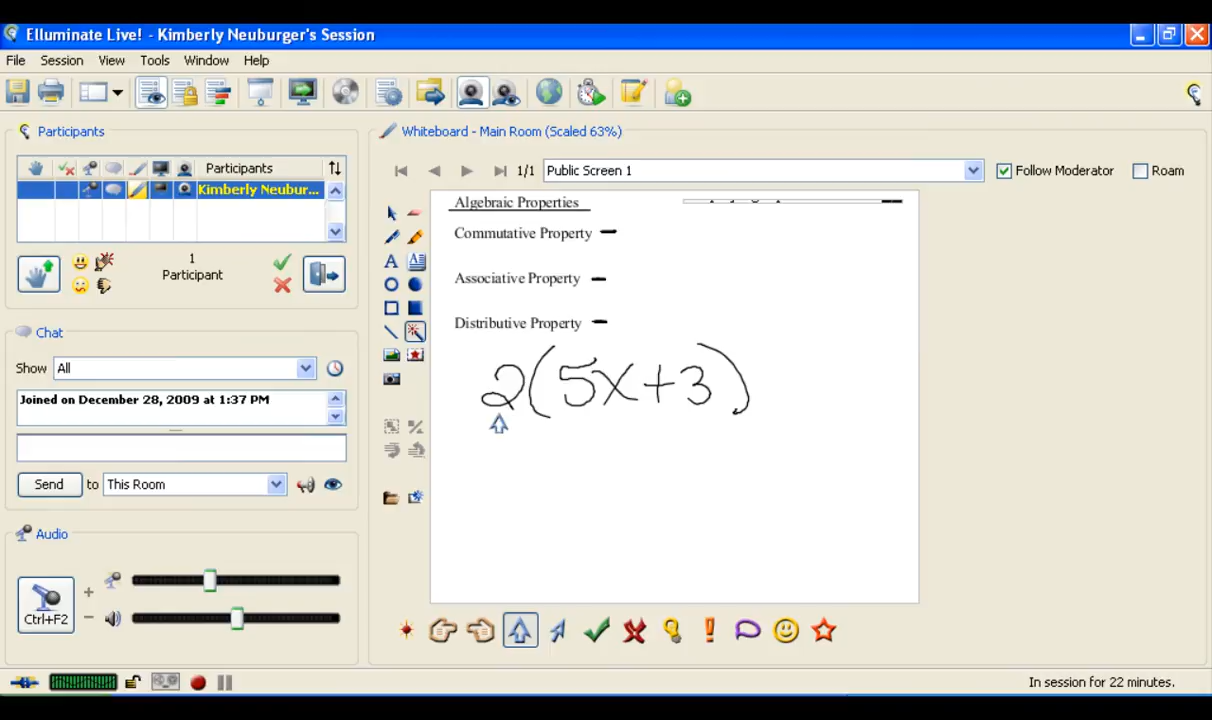 Elluminate Live! - Kimberly Neuburger's Session
File Session View Tools Window Help
Participants
Participants
Kimberly Neubur...
1
Participant
Chat
Show All
Joined on December 28, 2009 at 1:37 PM
Send to This Room
Audio
Ctrl+F2
Whiteboard - Main Room (Scaled 63%)
1/1 Public Screen 1 Follow Moderator Roam
Algebraic Properties
Commutative Property –
Associative Property –
Distributive Property –
2(5x+3)
In session for 22 minutes.